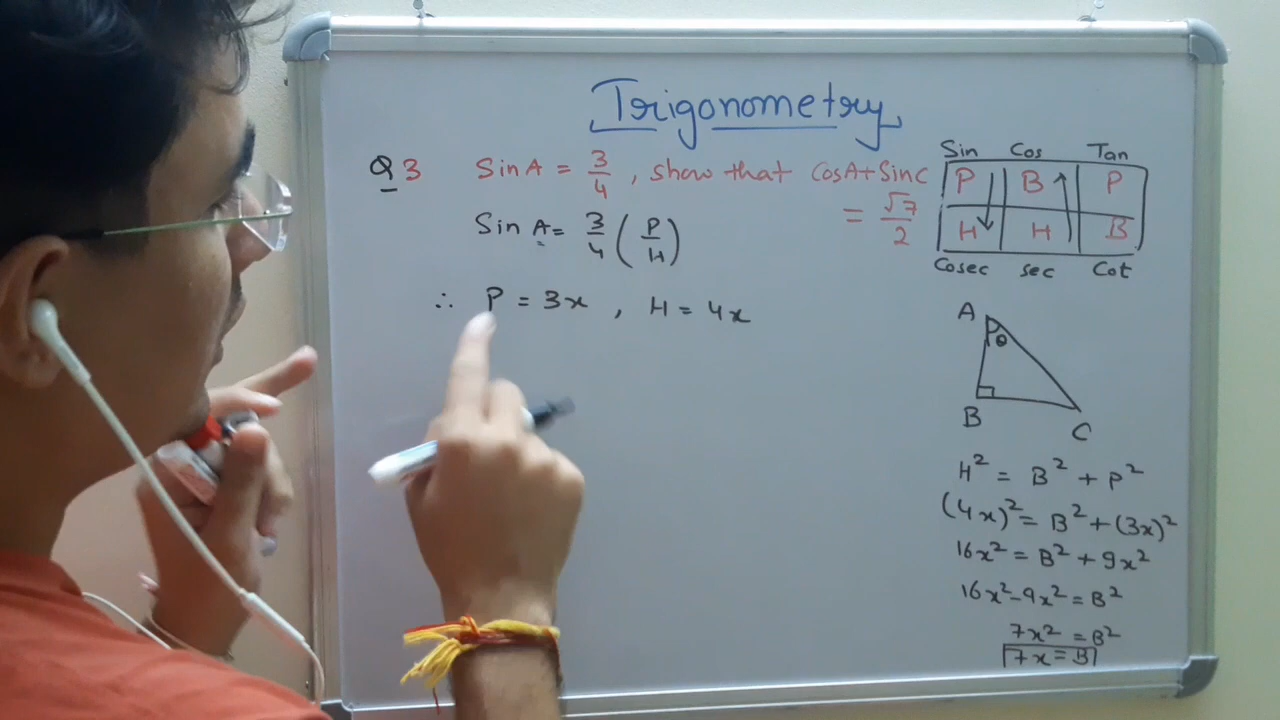 Trigonometry
Q3 Sin A = 3/4 , show that CosA+SinC
= √7/2
Sin A = 3/4 (P/H)
∴ P = 3x , H = 4x
Sin Cos Tan
P B P
H H B
Cosec sec Cot
A
θ
B
C
H² = B² + P²
(4x)² = B² + (3x)²
16x² = B² + 9x²
16x² - 9x² = B²
7x² = B²
√7x = B